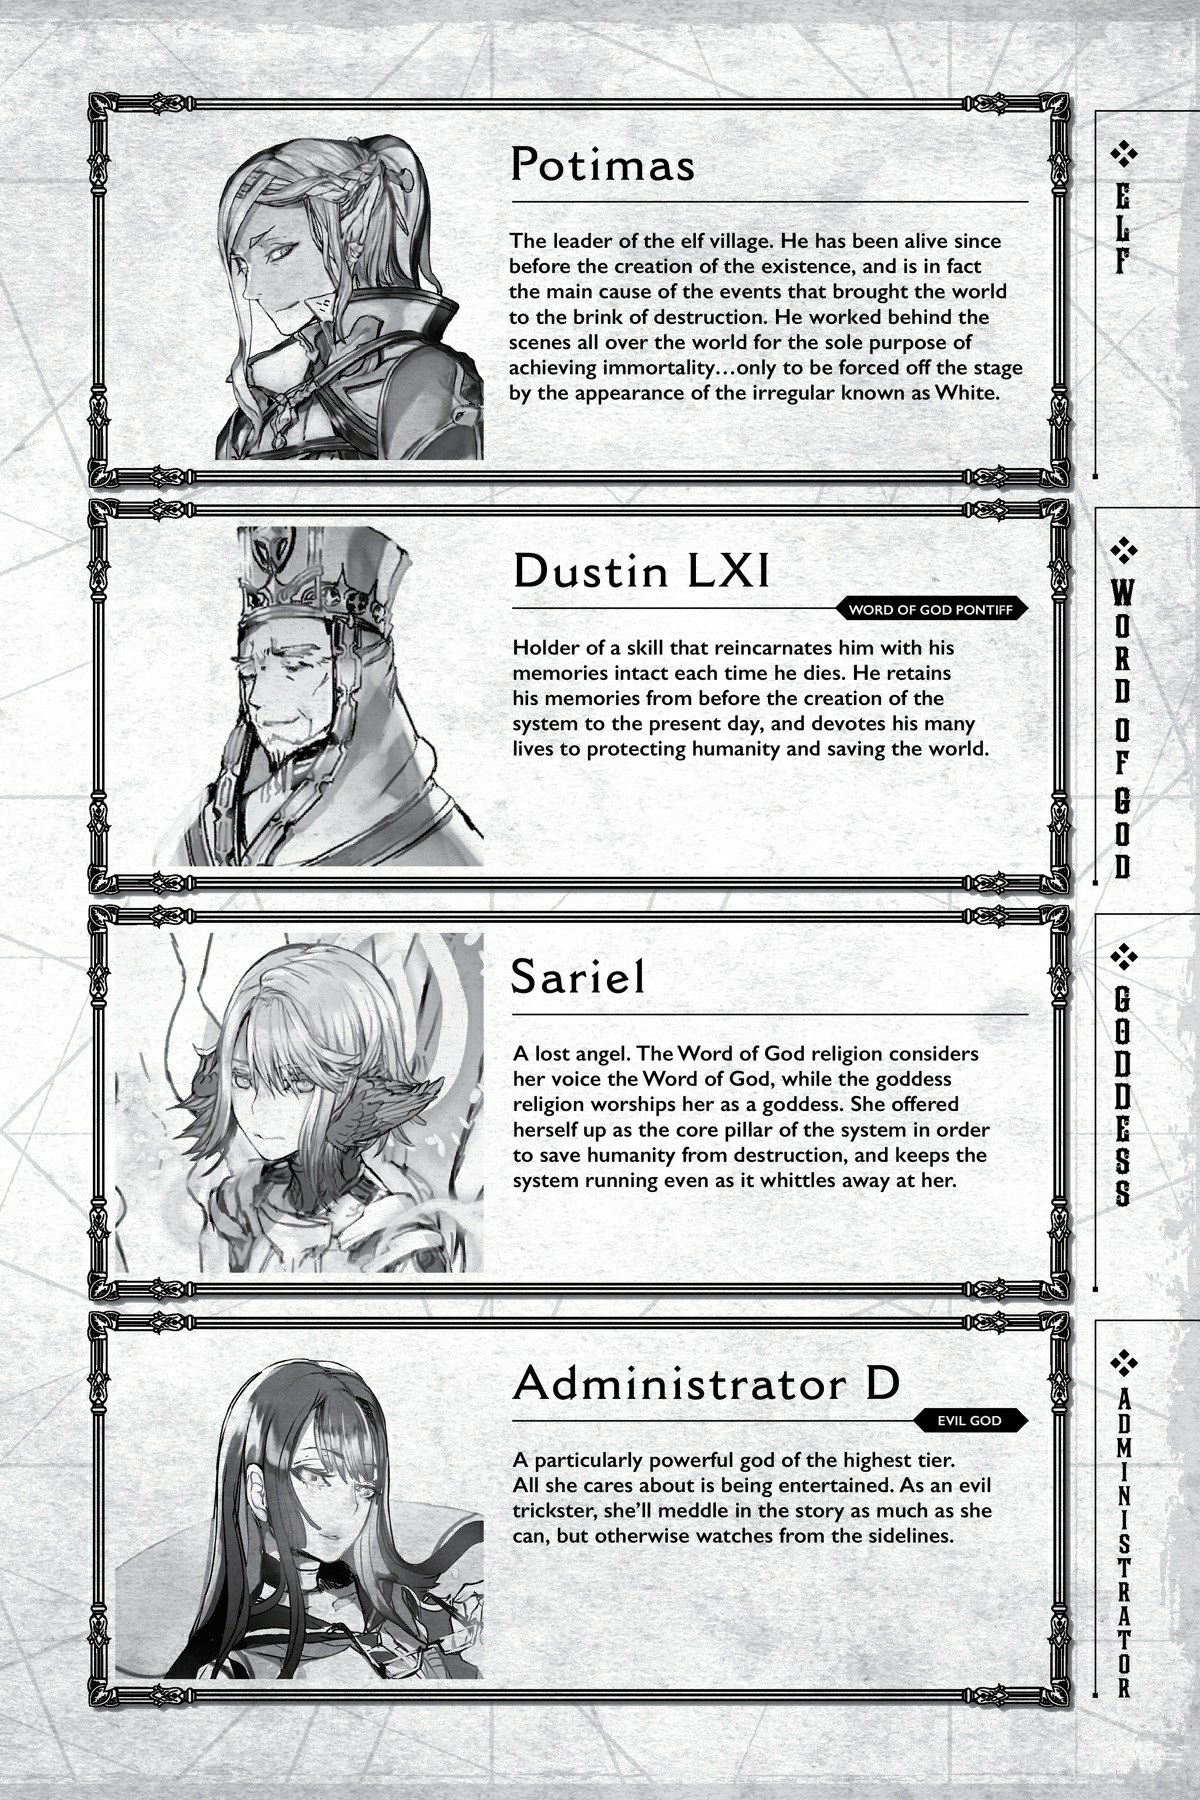 Potimas
The leader of the elf village. He has been alive since
before the creation of the existence, and is in fact
the main cause of the events that brought the world
to the brink of destruction. He worked behind the
scenes all over the world for the sole purpose of
achieving immortality…only to be forced off the stage
by the appearance of the irregular known as White.
ELF
Dustin LXI
WORD OF GOD PONTIFF
Holder of a skill that reincarnates him with his
memories intact each time he dies. He retains
his memories from before the creation of the
system to the present day, and devotes his many
lives to protecting humanity and saving the world.
WORD OF GOD
Sariel
A lost angel. The Word of God religion considers
her voice the Word of God, while the goddess
religion worships her as a goddess. She offered
herself up as the core pillar of the system in order
to save humanity from destruction, and keeps the
system running even as it whittles away at her.
GODDESS
Administrator D
EVIL GOD
A particularly powerful god of the highest tier.
All she cares about is being entertained. As an evil
trickster, she’ll meddle in the story as much as she
can, but otherwise watches from the sidelines.
ADMINISTRATOR